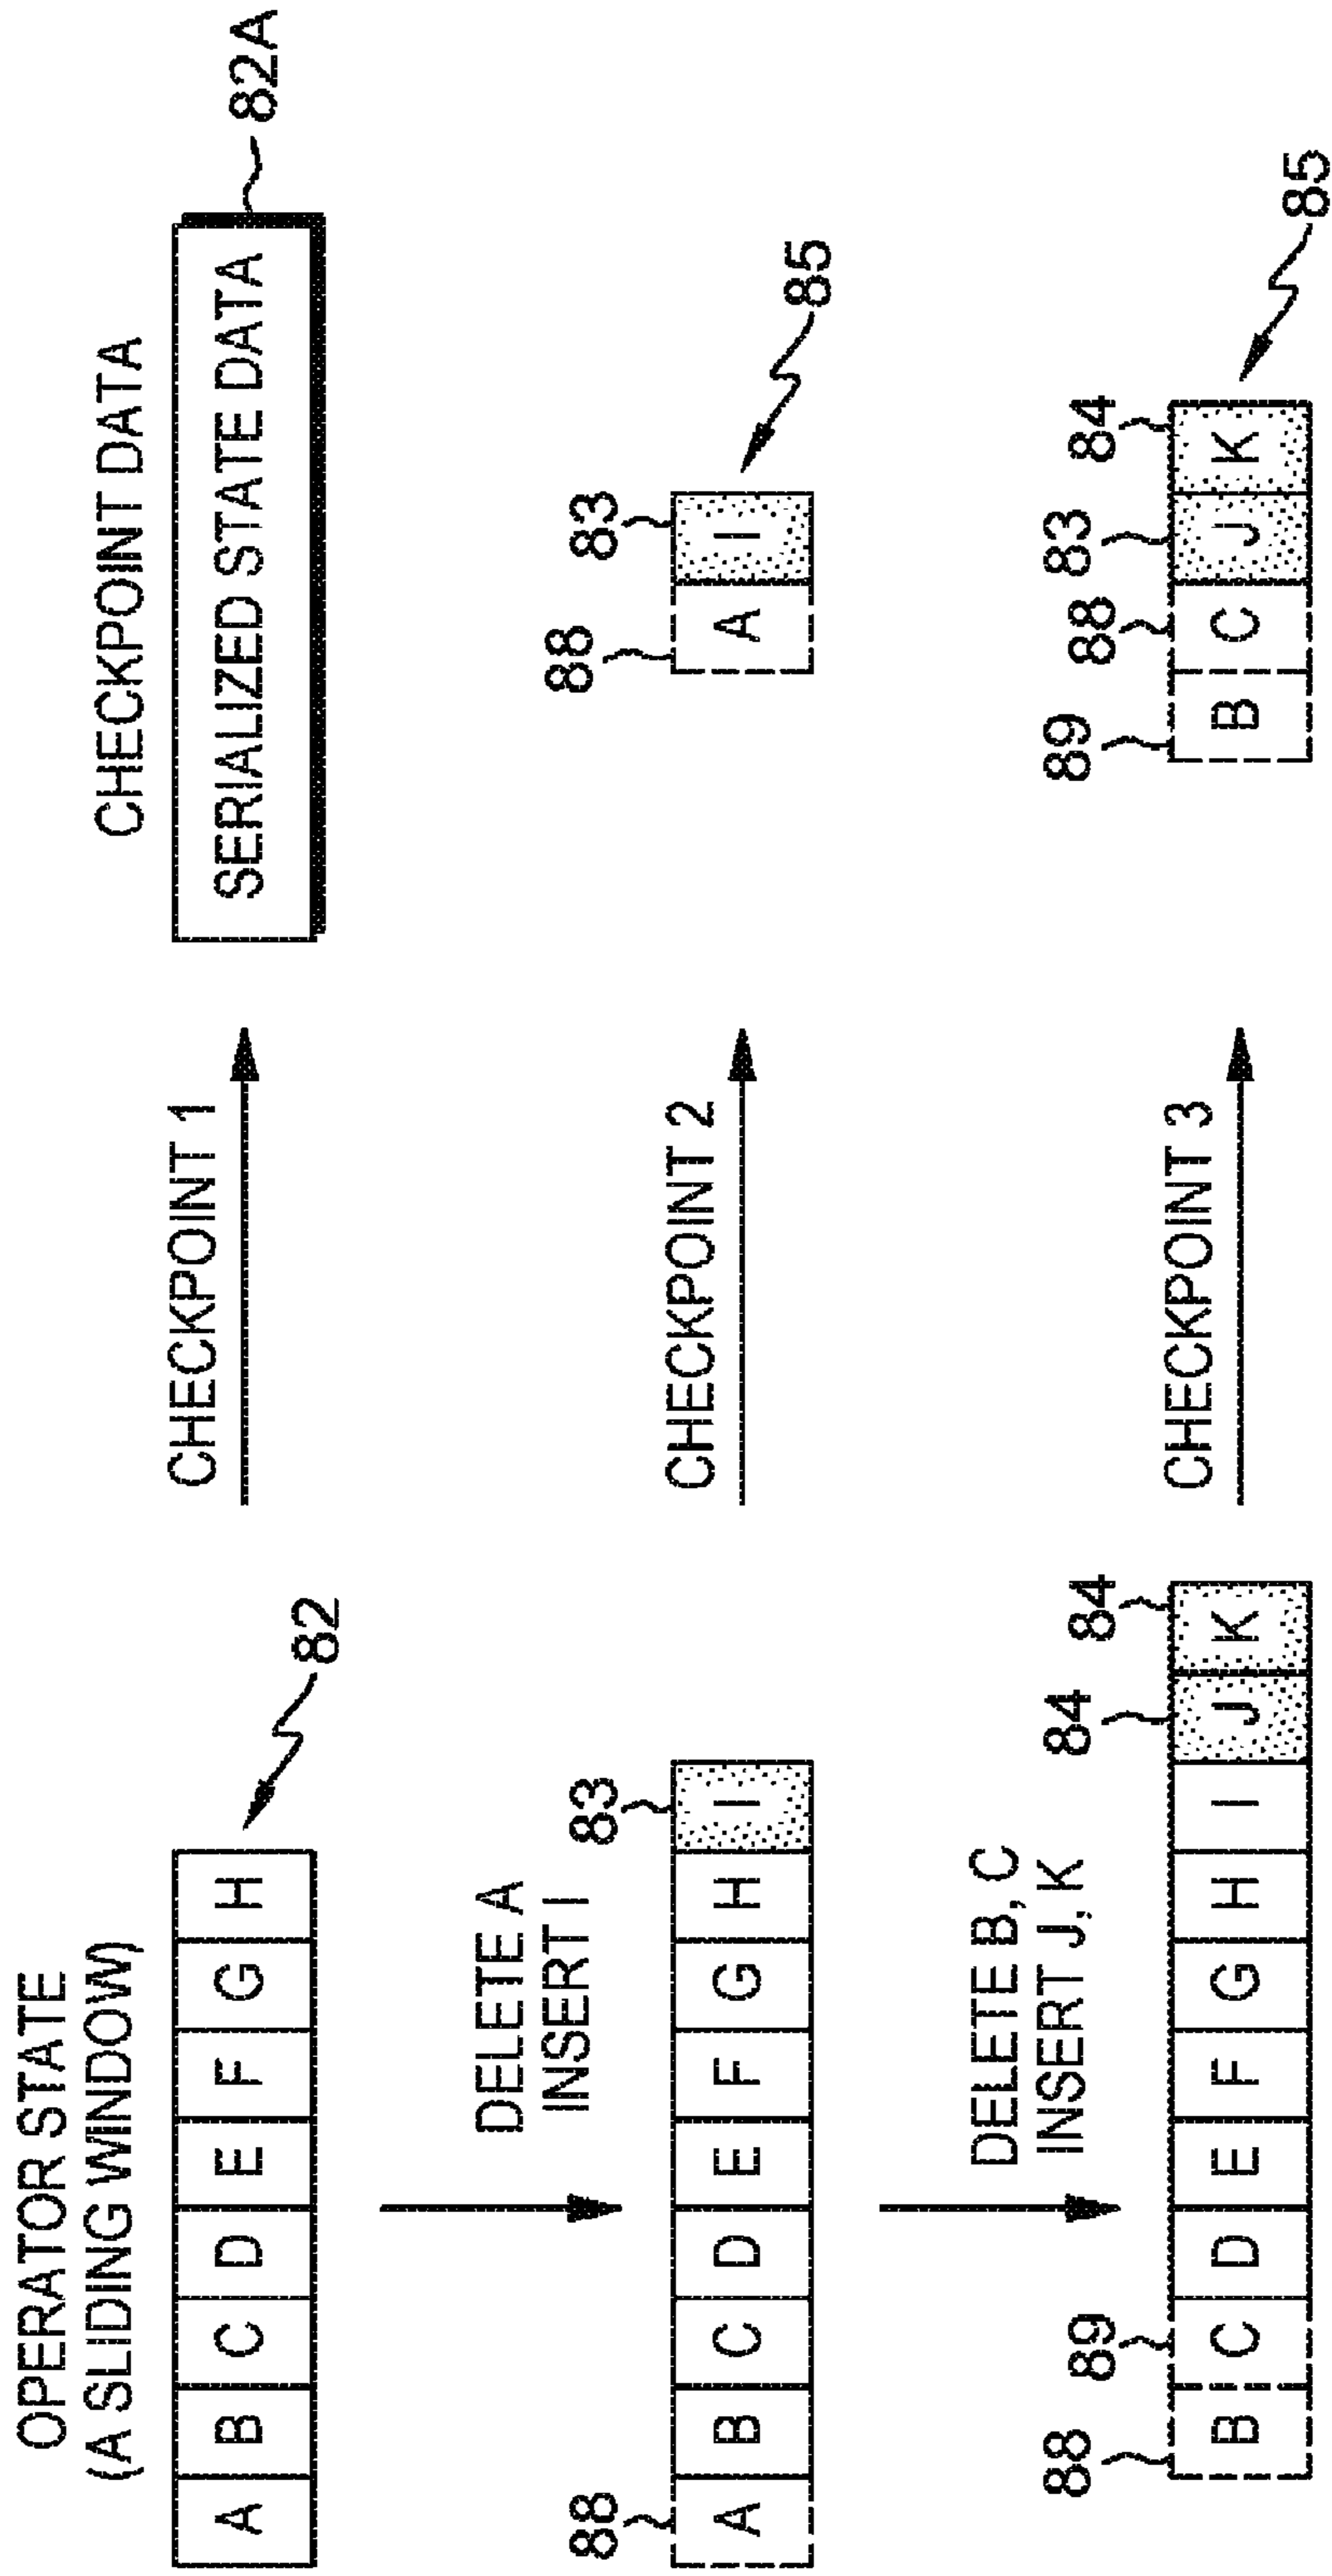 OPERATOR STATE
(A SLIDING WINDOW)
CHECKPOINT DATA
A B C D E F G H
82
CHECKPOINT 1
SERIALIZED STATE DATA
82A
DELETE A
INSERT I
88
A B C D E F G H I
83
CHECKPOINT 2
88 83
A I
85
DELETE B, C
INSERT J, K
88 89 84 84
B C D E F G H I J K
CHECKPOINT 3
89 88 83 84
B C J K
85